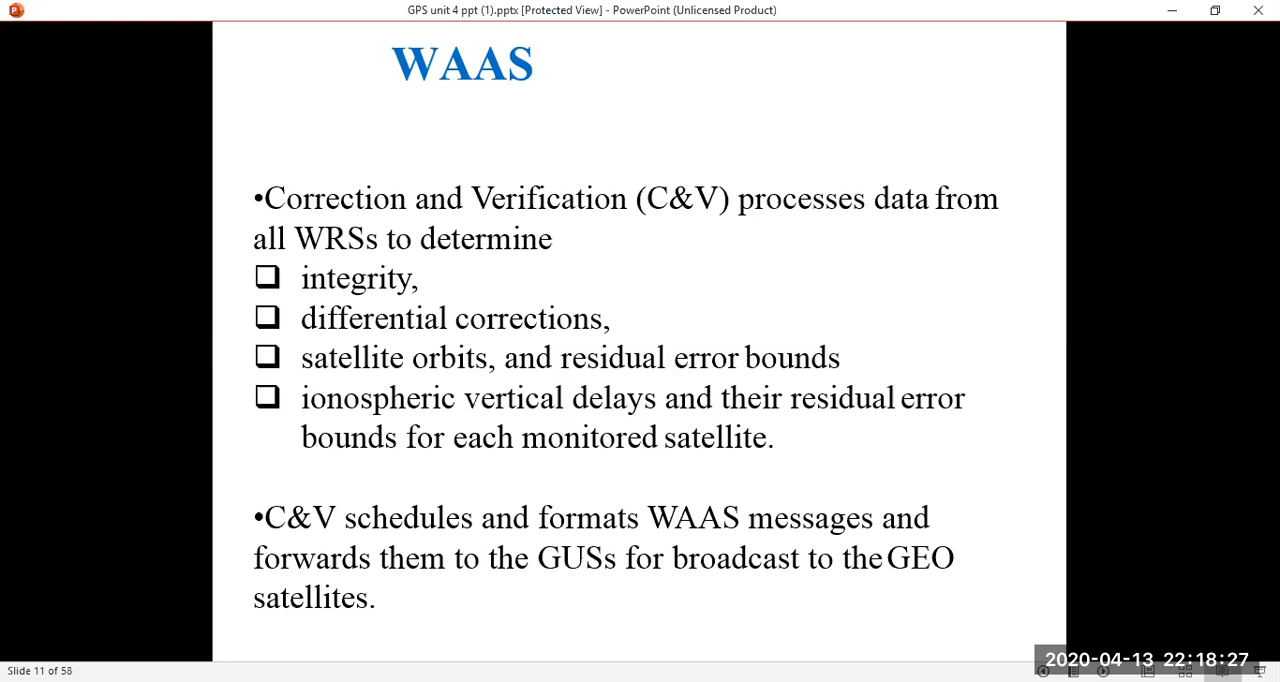 GPS unit 4 ppt (1).pptx [Protected View] - PowerPoint (Unlicensed Product)
WAAS
•Correction and Verification (C&V) processes data from
all WRSs to determine
❑ integrity,
❑ differential corrections,
❑ satellite orbits, and residual error bounds
❑ ionospheric vertical delays and their residual error
bounds for each monitored satellite.
•C&V schedules and formats WAAS messages and
forwards them to the GUSs for broadcast to the GEO
satellites.
Slide 11 of 58
2020-04-13 22:18:27